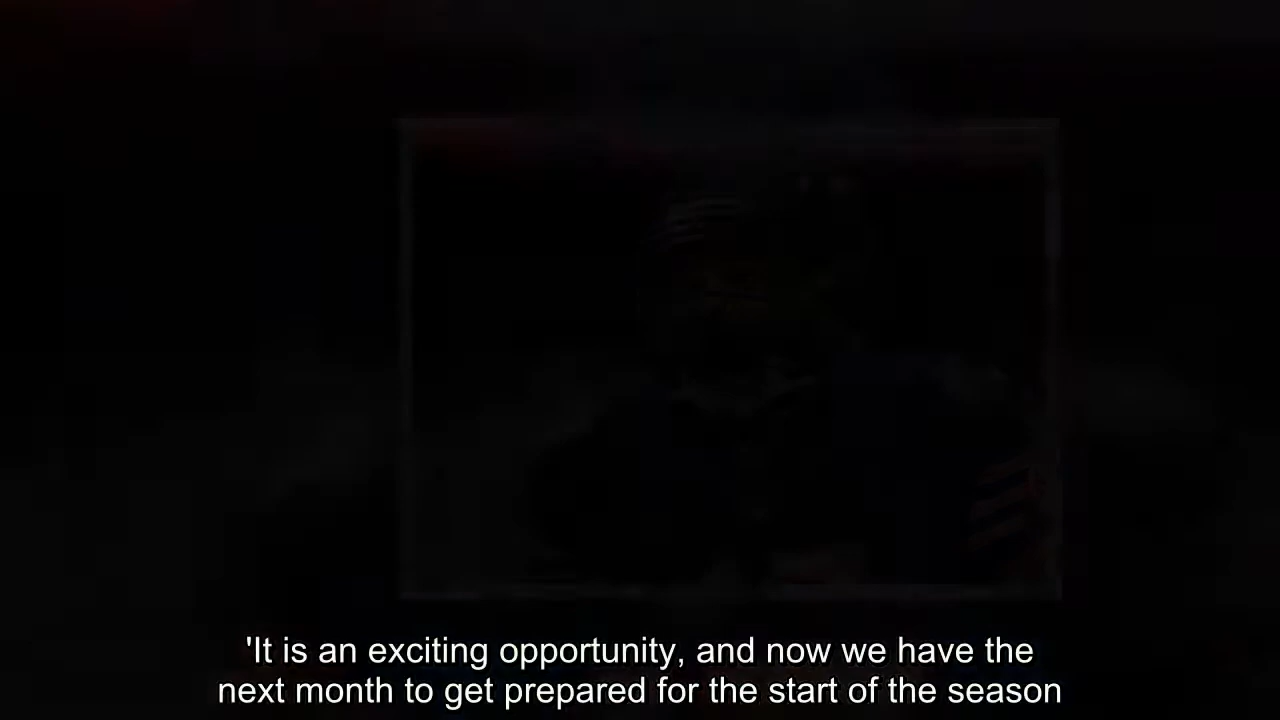 'It is an exciting opportunity, and now we have the
next month to get prepared for the start of the season